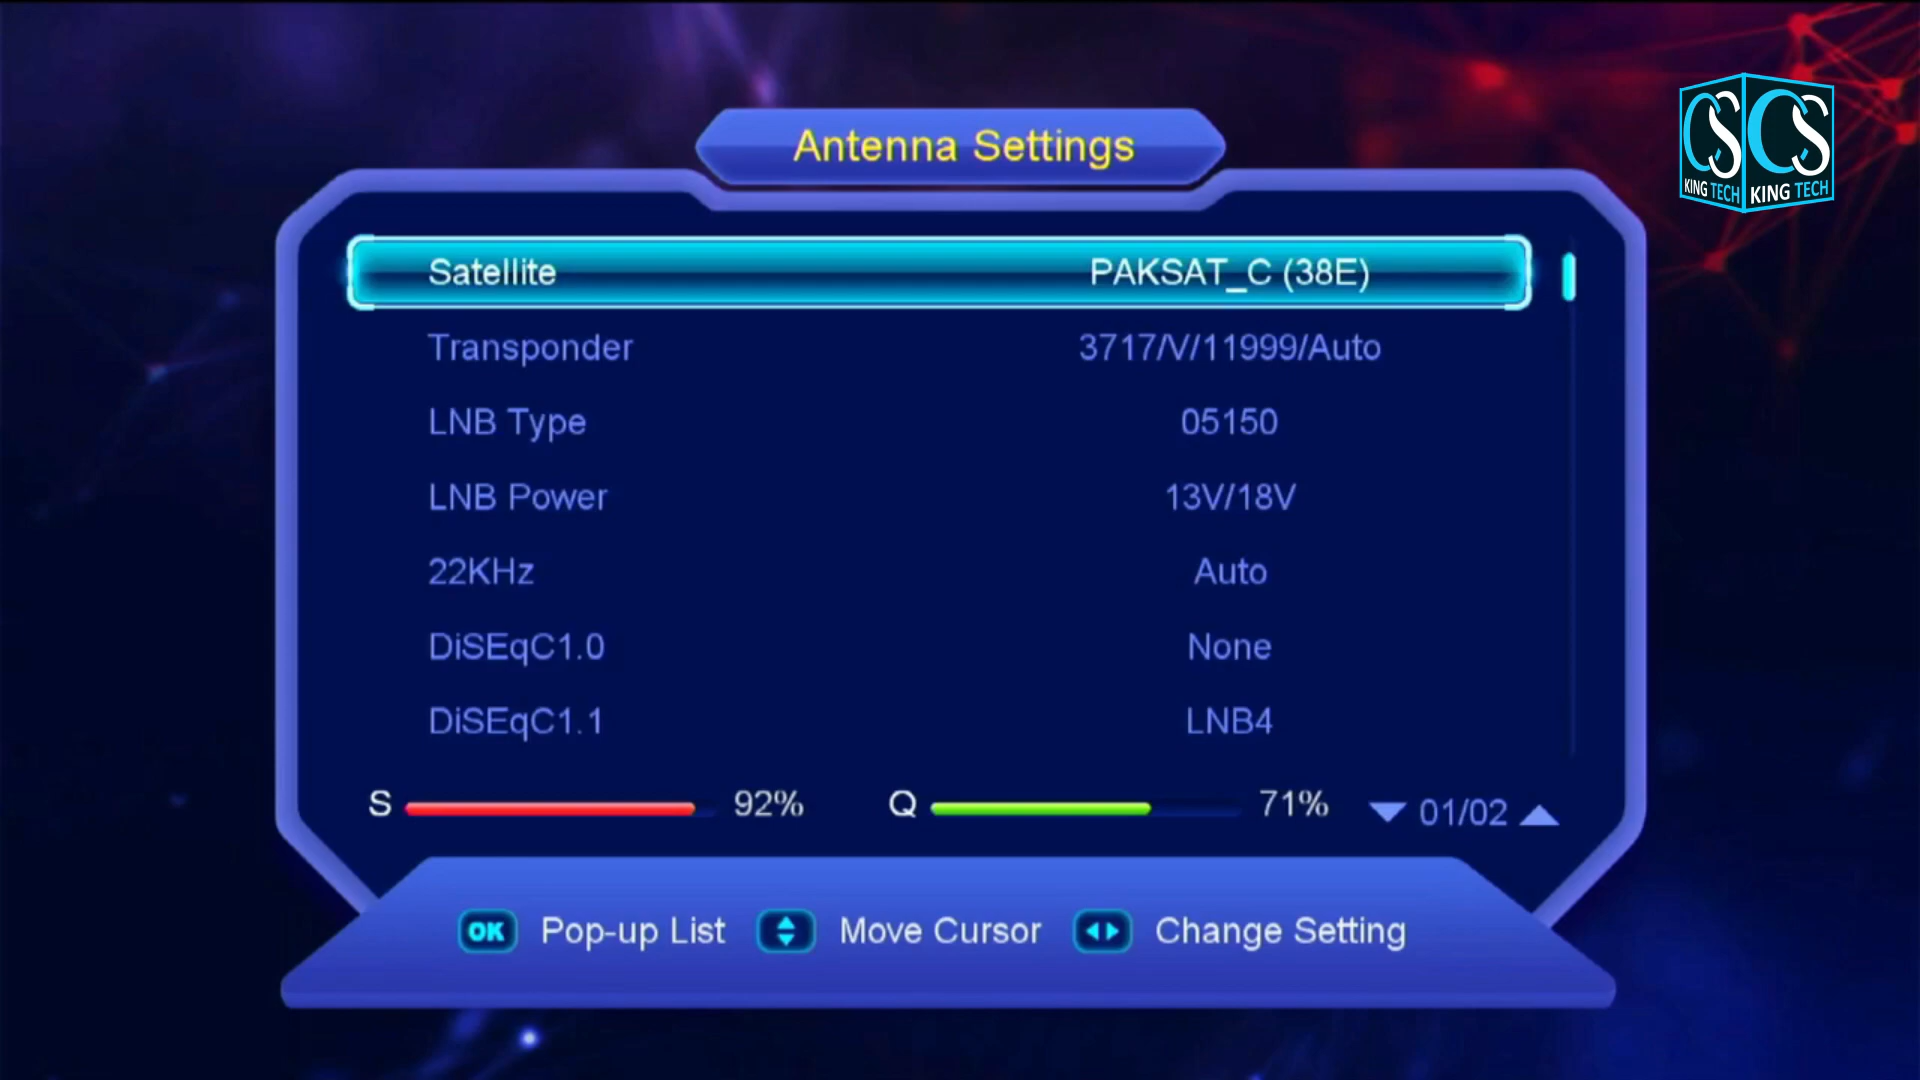 Antenna Settings
CS CS
KING TECH KING TECH
Satellite PAKSAT_C (38E)
Transponder 3717/V/11999/Auto
LNB Type 05150
LNB Power 13V/18V
22KHz Auto
DiSEqC1.0 None
DiSEqC1.1 LNB4
S 92% Q 71% 01/02
OK Pop-up List Move Cursor Change Setting